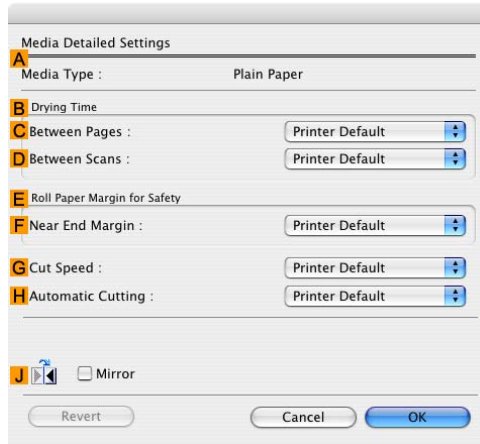 Media Detailed Settings
A
Media Type : Plain Paper
B Drying Time
C Between Pages : Printer Default
D Between Scans : Printer Default
E Roll Paper Margin for Safety
F Near End Margin : Printer Default
G Cut Speed : Printer Default
H Automatic Cutting : Printer Default
J Mirror
Revert Cancel OK